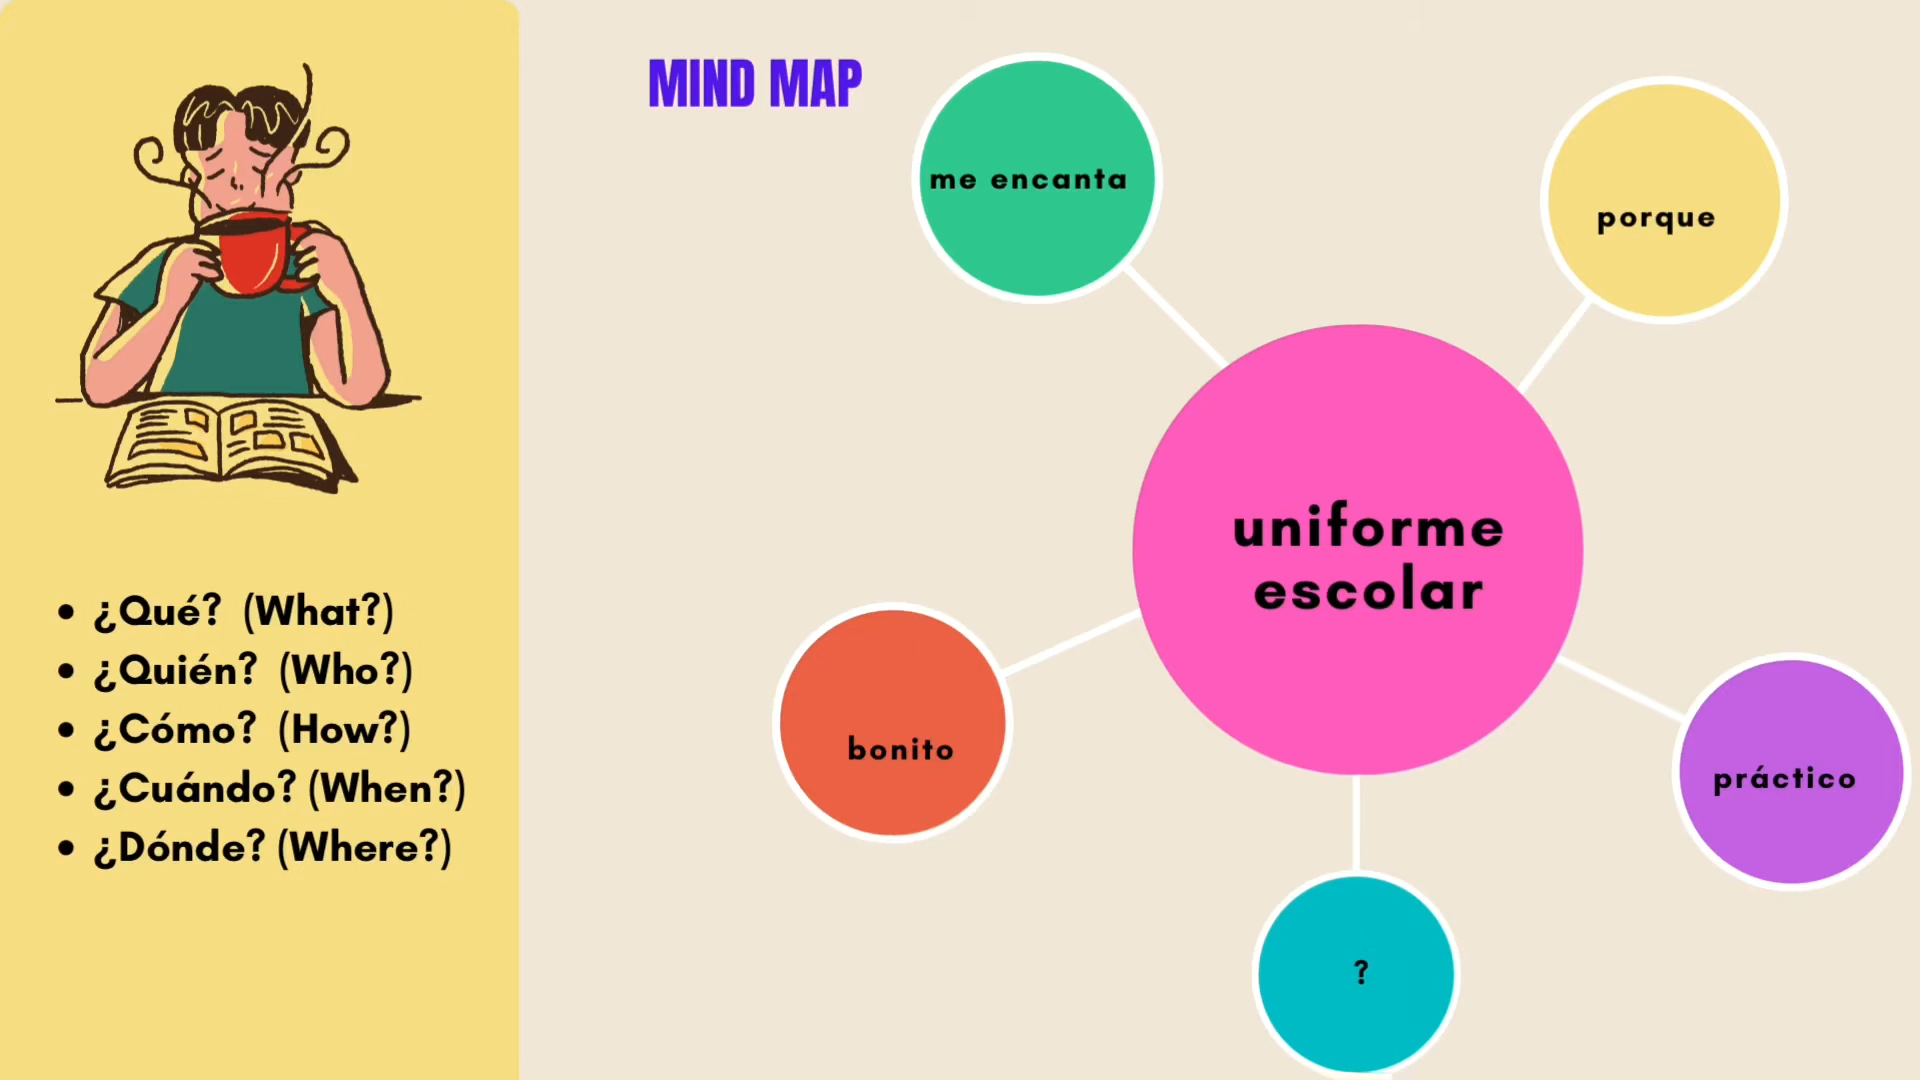 MIND MAP
me encanta
porque
uniforme
escolar
bonito
práctico
?
• ¿Qué? (What?)
• ¿Quién? (Who?)
• ¿Cómo? (How?)
• ¿Cuándo? (When?)
• ¿Dónde? (Where?)